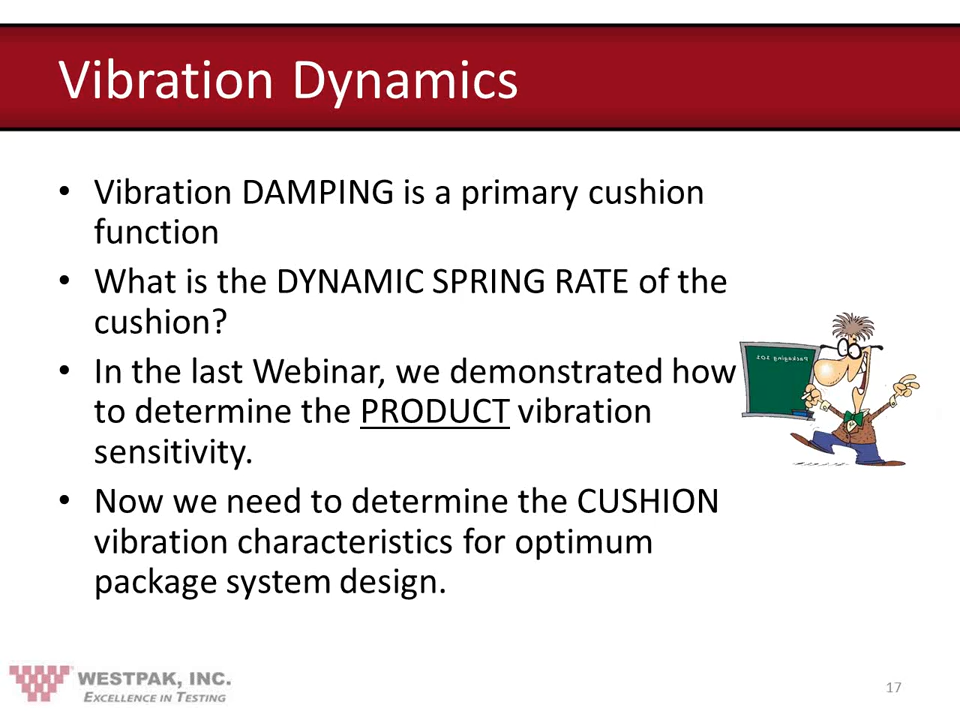 Vibration Dynamics
• Vibration DAMPING is a primary cushion
function
• What is the DYNAMIC SPRING RATE of the
cushion?
• In the last Webinar, we demonstrated how
to determine the PRODUCT vibration
sensitivity.
• Now we need to determine the CUSHION
vibration characteristics for optimum
package system design.
Packaging 101
WESTPAK, INC.
EXCELLENCE IN TESTING
17